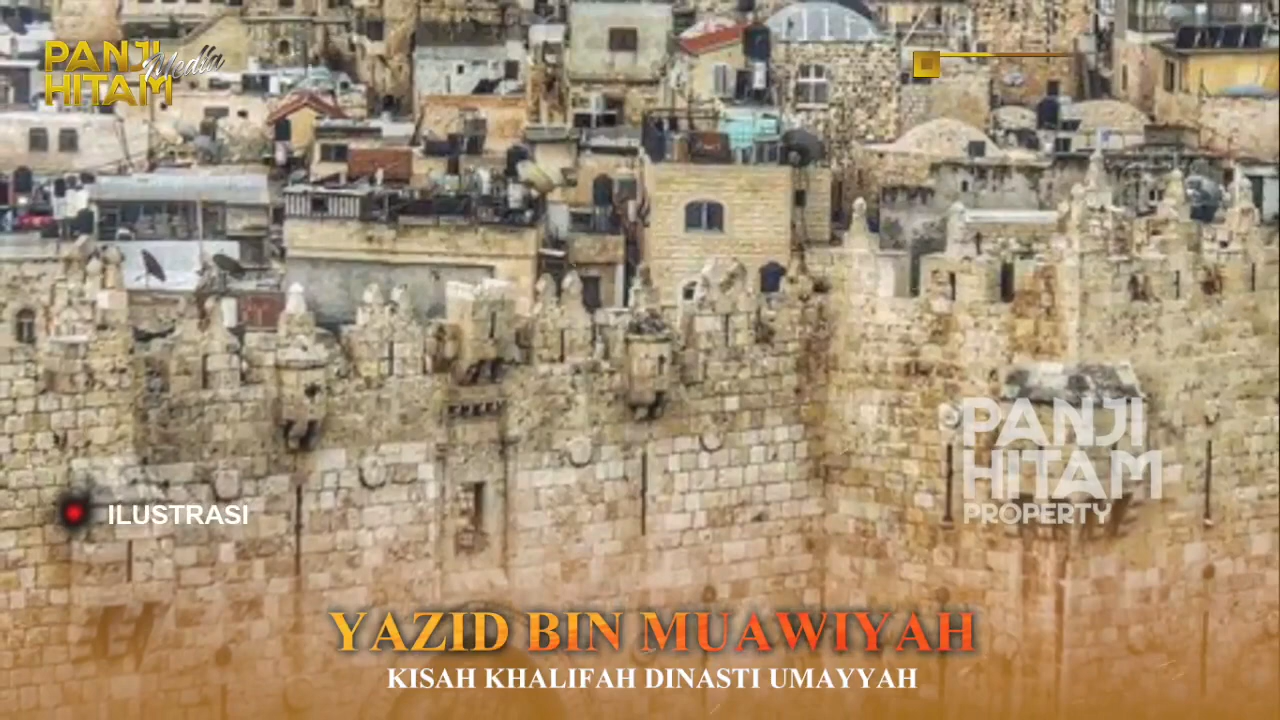 PANJI
HITAM
Media
ILUSTRASI
PANJI
HITAM
PROPERTY
YAZID BIN MUAWIYAH
KISAH KHALIFAH DINASTI UMAYYAH